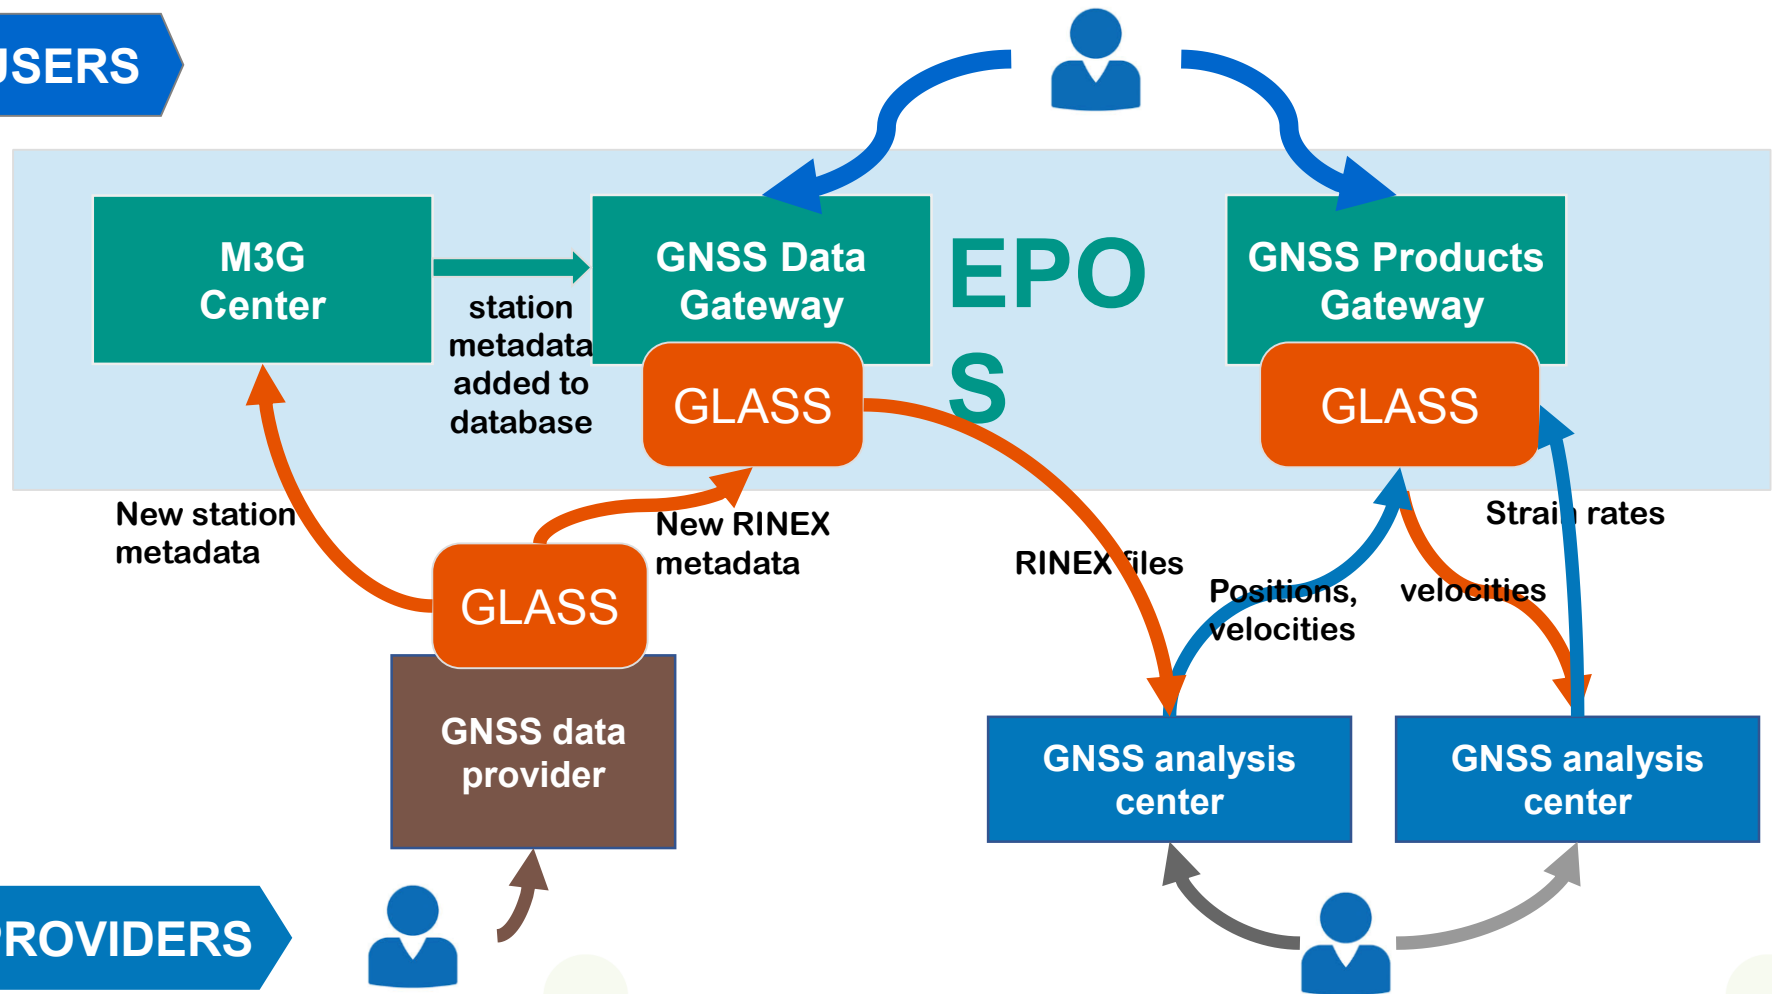 USERS
M3G
Center
station
metadata
added to
database
GNSS Data
Gateway
GLASS
EPO
S
GNSS Products
Gateway
GLASS
New station
metadata
New RINEX
metadata
RINEX files
Positions,
velocities
velocities
Strain rates
GLASS
GNSS data
provider
GNSS analysis
center
GNSS analysis
center
PROVIDERS